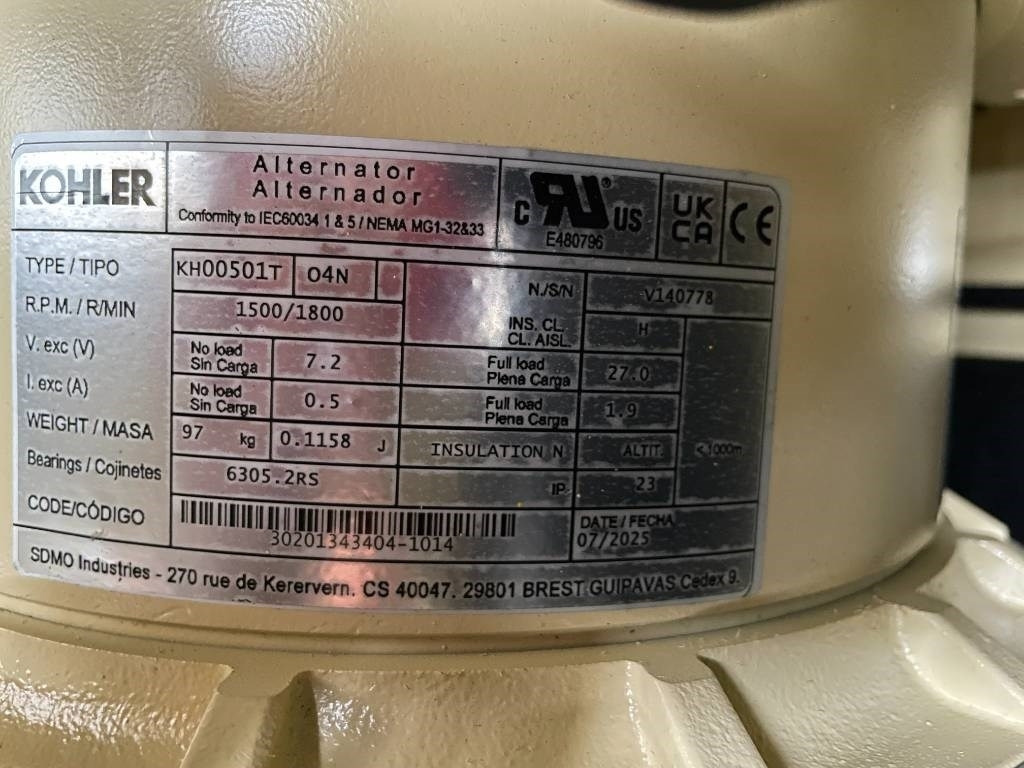 KOHLER
Alternator
Alternador
Conformity to IEC60034 1 & 5 / NEMA MG1-32&33
C RU® US
E480796
UK
CA
CE
TYPE / TIPO KH00501T 04N N./S/N V140778
R.P.M. / R/MIN 1500/1800 INS. CL. H
CL. AISL.
V. exc (V) No load 7.2 Full load 27.0
Sin Carga Plena Carga
I. exc (A) No load 0.5 Full load 1.9
Sin Carga Plena Carga
WEIGHT / MASA 97 kg 0.1158 J INSULATION N ALTIT. <1000m
Bearings / Cojinetes 6305.2RS IP 23
CODE/CÓDIGO 30201343404-1014 DATE / FECHA
07/2025
SDMO Industries - 270 rue de Kerervern. CS 40047. 29801 BREST GUIPAVAS Cedex 9.